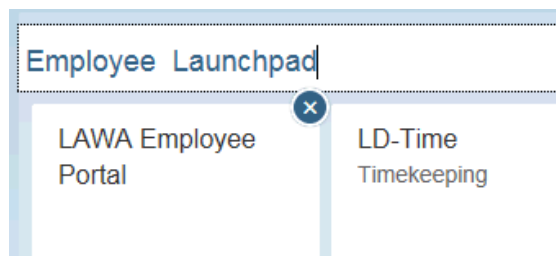 Employee Launchpad
LAWA Employee
Portal
LD-Time
Timekeeping